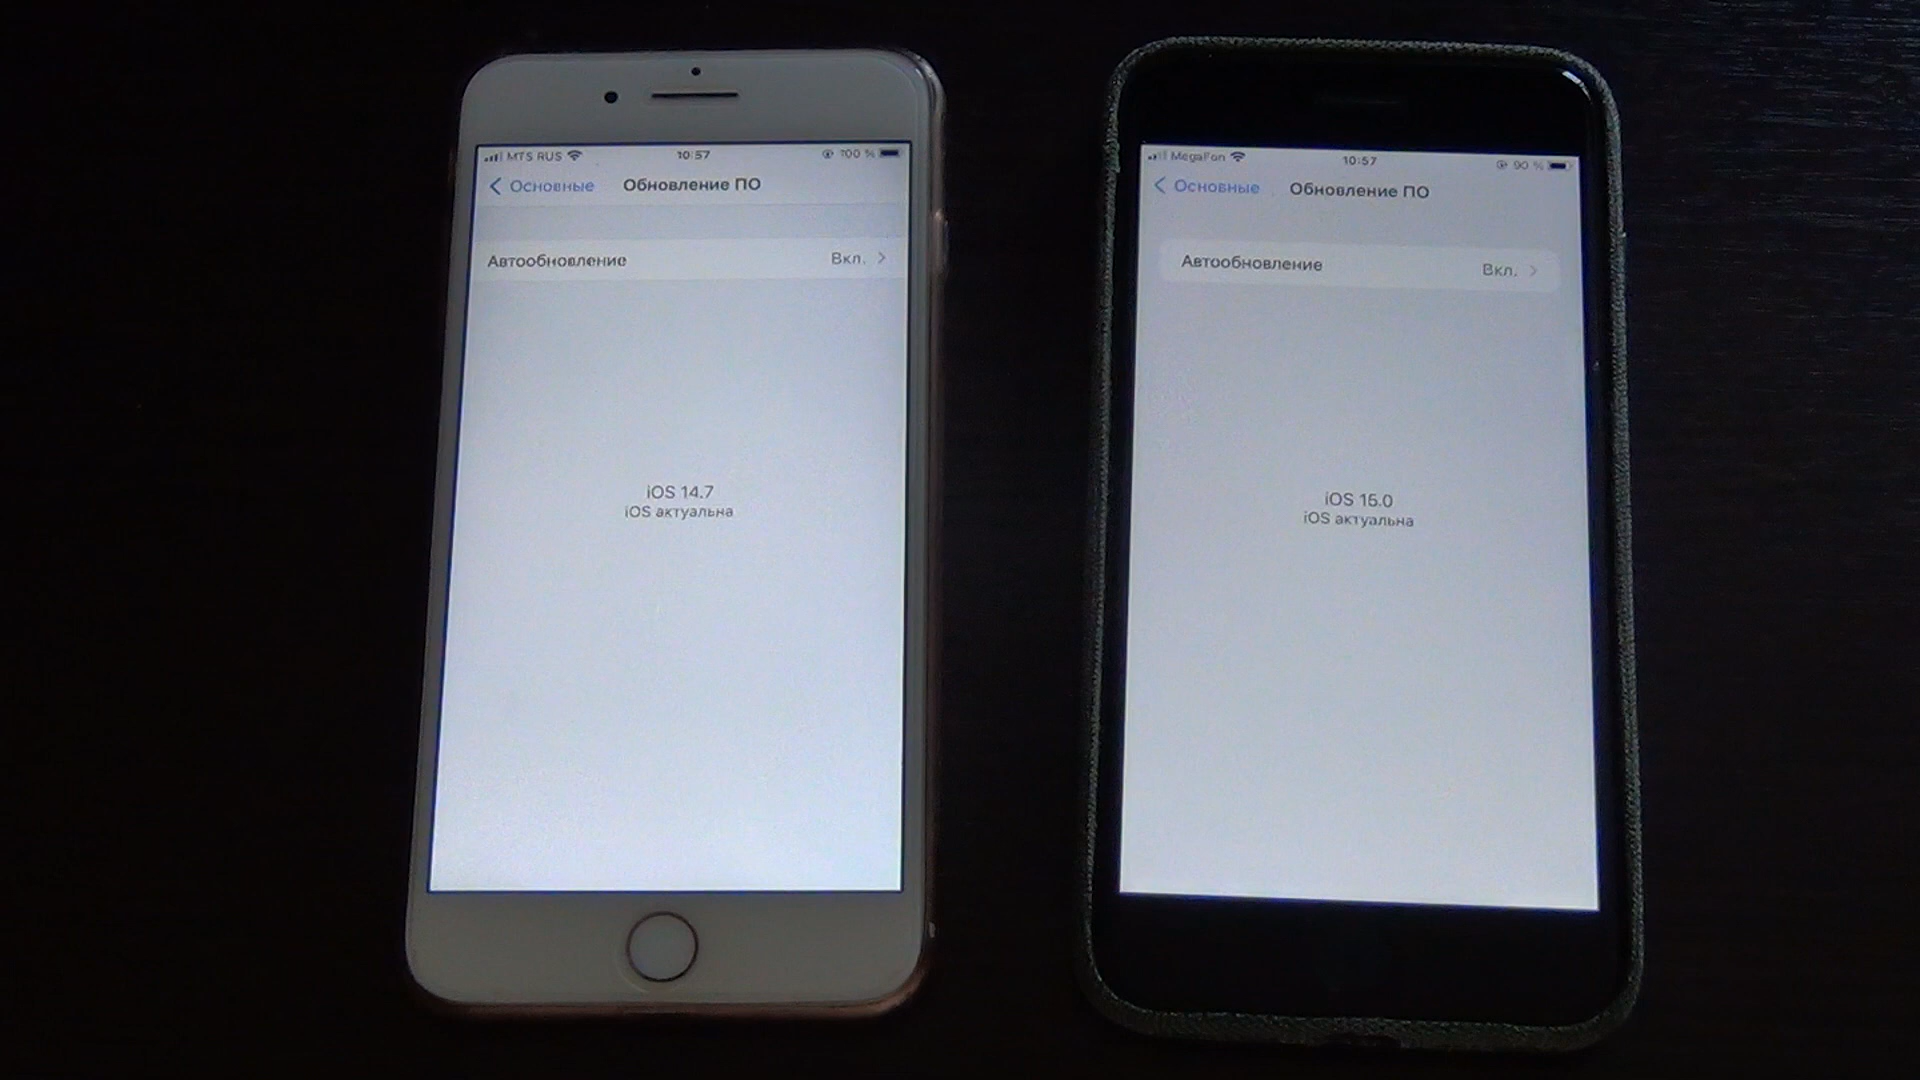 MTS RUS 10:57 100 %
Основные Обновление ПО
Автообновление Вкл.
iOS 14.7
iOS актуальна
MegaFon 10:57 90 %
Основные Обновление ПО
Автообновление Вкл.
iOS 15.0
iOS актуальна